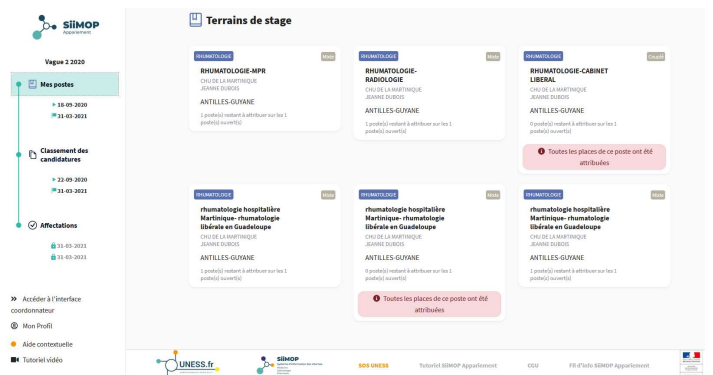 SiiMOP
Appariement
Vague 2 2020
Mes postes
18-09-2020
31-03-2021
Classement des
candidatures
22-09-2020
31-03-2021
Affectations
31-03-2021
31-03-2021
Accéder à l'interface
coordonnateur
Mon Profil
Aide contextuelle
Tutoriel vidéo
Terrains de stage
RHUMATOLOGIE Mixte
RHUMATOLOGIE-MPR
CHU DE LA MARTINIQUE
JEANNE DUBOIS
ANTILLES-GUYANE
1 poste(s) restant à attribuer sur les 1
poste(s) ouvert(s)
RHUMATOLOGIE Mixte
RHUMATOLOGIE-
RADIOLOGIE
CHU DE LA MARTINIQUE
JEANNE DUBOIS
ANTILLES-GUYANE
1 poste(s) restant à attribuer sur les 1
poste(s) ouvert(s)
RHUMATOLOGIE Couplé
RHUMATOLOGIE-CABINET
LIBERAL
CHU DE LA MARTINIQUE
JEANNE DUBOIS
ANTILLES-GUYANE
0 poste(s) restant à attribuer sur les 1
poste(s) ouvert(s)
Toutes les places de ce poste ont été
attribuées
RHUMATOLOGIE Mixte
rhumatologie hospitalière
Martinique- rhumatologie
libérale en Guadeloupe
CHU DE LA MARTINIQUE
JEANNE DUBOIS
ANTILLES-GUYANE
1 poste(s) restant à attribuer sur les 1
poste(s) ouvert(s)
RHUMATOLOGIE Mixte
rhumatologie hospitalière
Martinique- rhumatologie
libérale en Guadeloupe
CHU DE LA MARTINIQUE
JEANNE DUBOIS
ANTILLES-GUYANE
0 poste(s) restant à attribuer sur les 1
poste(s) ouvert(s)
Toutes les places de ce poste ont été
attribuées
RHUMATOLOGIE Mixte
rhumatologie hospitalière
Martinique- rhumatologie
libérale en Guadeloupe
CHU DE LA MARTINIQUE
JEANNE DUBOIS
ANTILLES-GUYANE
1 poste(s) restant à attribuer sur les 1
poste(s) ouvert(s)
UNESS.fr
SiiMOP
SOS UNESS
Tutoriel SiiMOP Appariement
CGU
Fil d'info SiiMOP Appariement